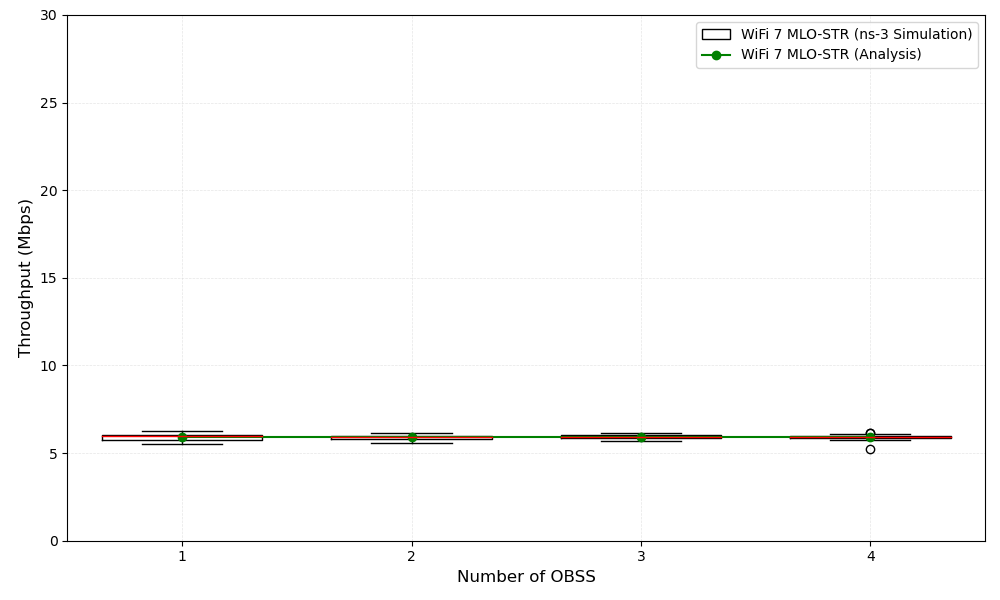 30
25
20
15
10
5
0
Throughput (Mbps)
WiFi 7 MLO-STR (ns-3 Simulation)
WiFi 7 MLO-STR (Analysis)
1 2 3 4
Number of OBSS